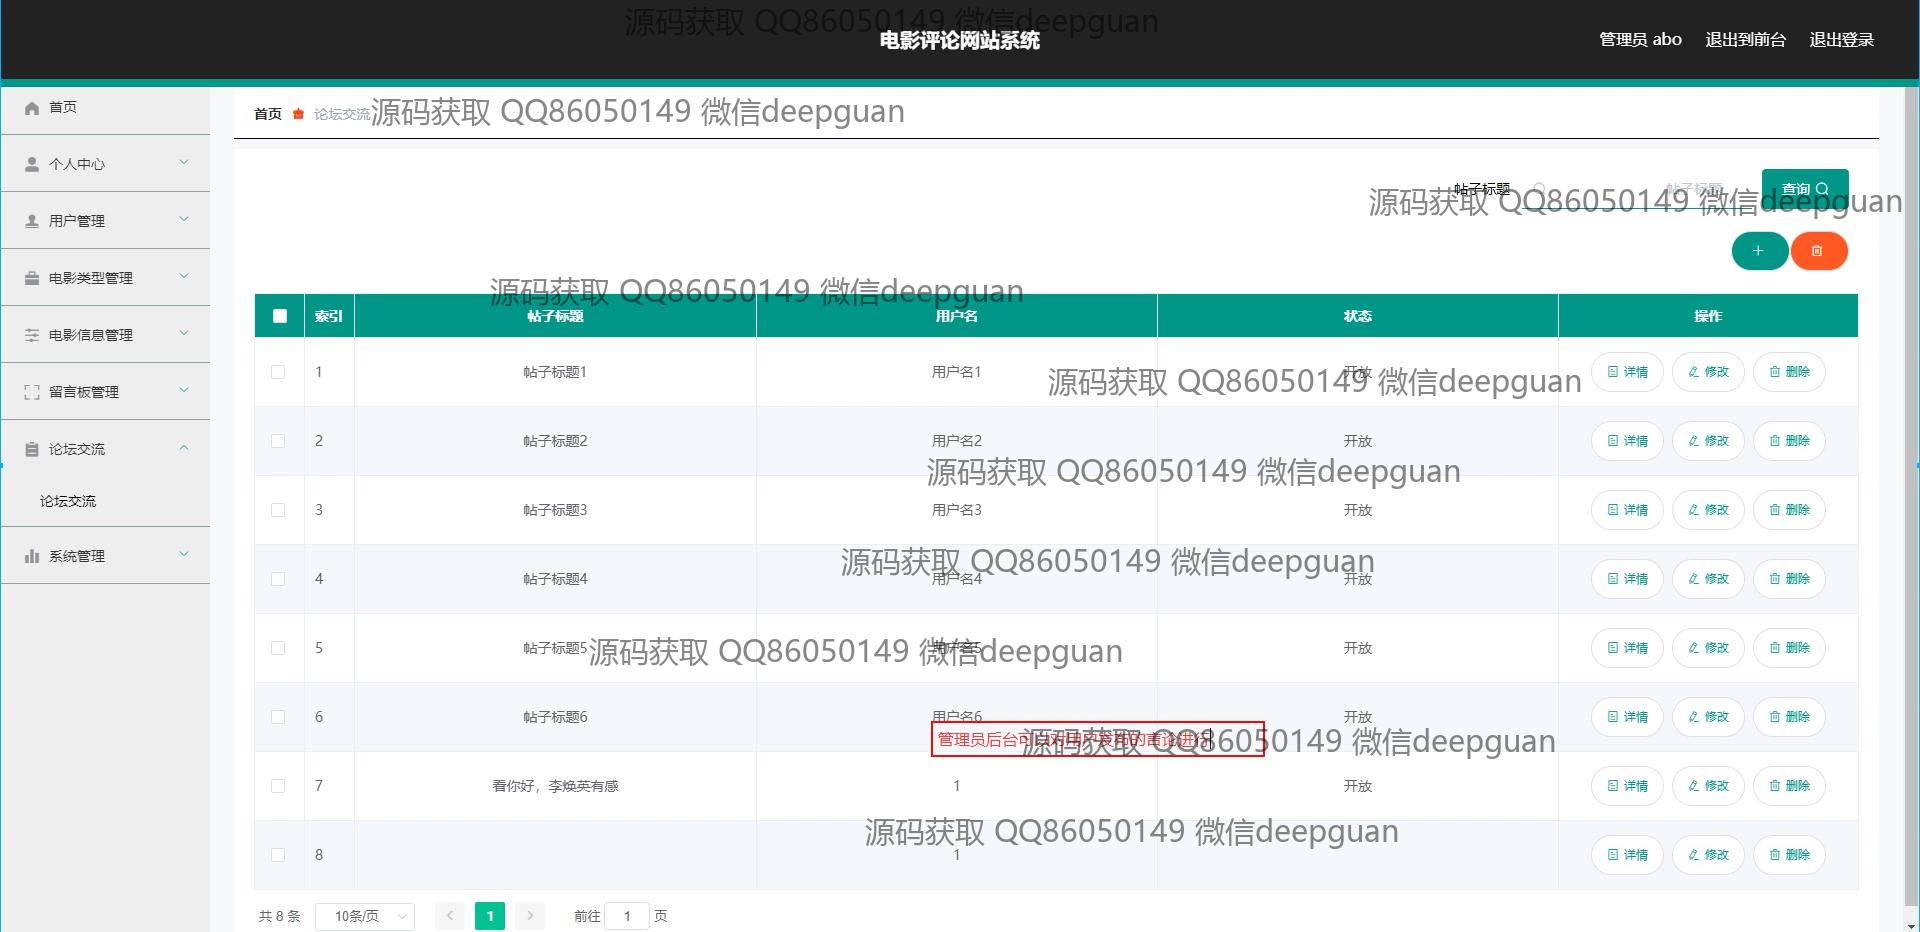 源码获取 QQ86050149 微信deepguan
电影评论网站系统
管理员 abo 退出到前台 退出登录
首页
个人中心
用户管理
电影类型管理
电影信息管理
留言板管理
论坛交流
论坛交流
系统管理
首页 论坛交流
源码获取 QQ86050149 微信deepguan
帖子标题 帖子标题 查询
源码获取 QQ86050149 微信deepguan
源码获取 QQ86050149 微信deepguan
索引 帖子标题 用户名 状态 操作
1 帖子标题1 用户名1 开放 详情 修改 删除
源码获取 QQ86050149 微信deepguan
2 帖子标题2 用户名2 开放 详情 修改 删除
源码获取 QQ86050149 微信deepguan
3 帖子标题3 用户名3 开放 详情 修改 删除
源码获取 QQ86050149 微信deepguan
4 帖子标题4 用户名4 开放 详情 修改 删除
5 帖子标题5 用户名5 开放 详情 修改 删除
源码获取 QQ86050149 微信deepguan
6 帖子标题6 用户名6 开放 详情 修改 删除
管理员后台可以对用户发布的言论进行
源码获取 QQ86050149 微信deepguan
7 看你好，李焕英有感 1 开放 详情 修改 删除
源码获取 QQ86050149 微信deepguan
8 1 详情 修改 删除
共 8 条 10条/页 1 前往 1 页